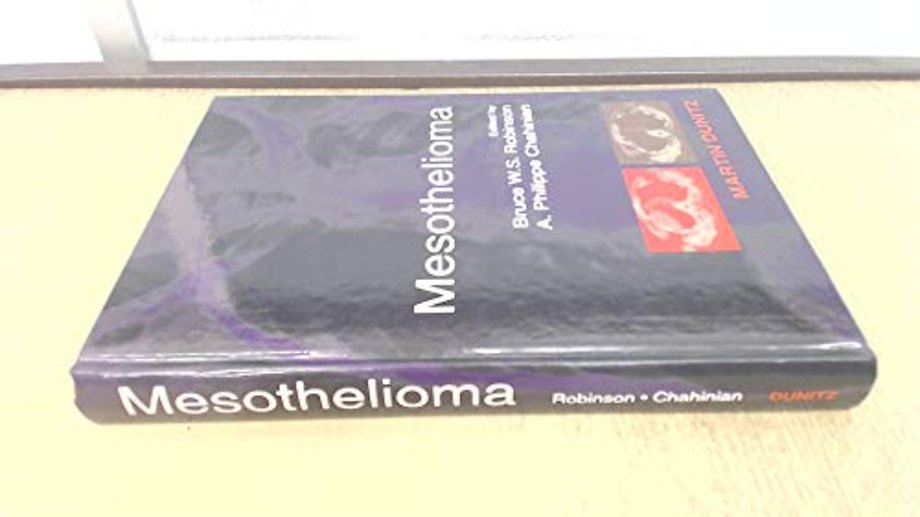 Mesothelioma
Edited by
Bruce W.S. Robinson
A. Philippe Chahinian
MARTIN DUNITZ
Mesothelioma
Robinson • Chahinian
DUNITZ